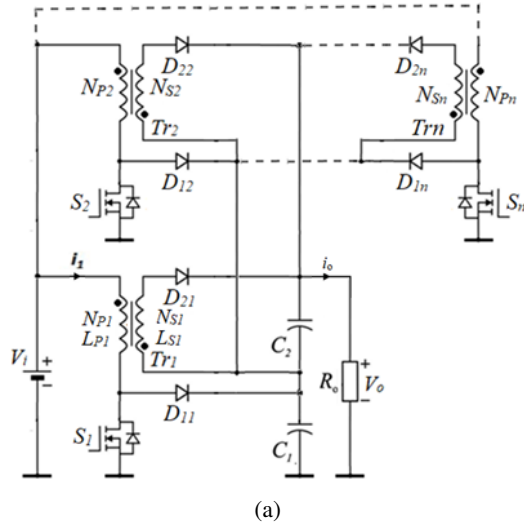 D22 D2n
NP2 NS2 NSn NPn
Tr2 Trn
D12 D1n
S2 Sn
i1 D21 io
NP1 NS1
LP1 LS1
Tr1 C2
Vi + − Ro + − Vo
D11
S1 C1
(a)